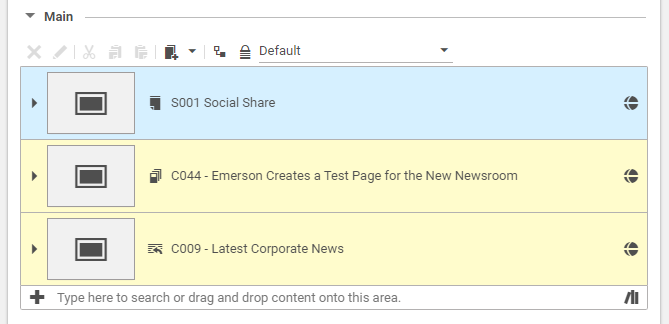 Main
Default
S001 Social Share
C044 - Emerson Creates a Test Page for the New Newsroom
C009 - Latest Corporate News
Type here to search or drag and drop content onto this area.